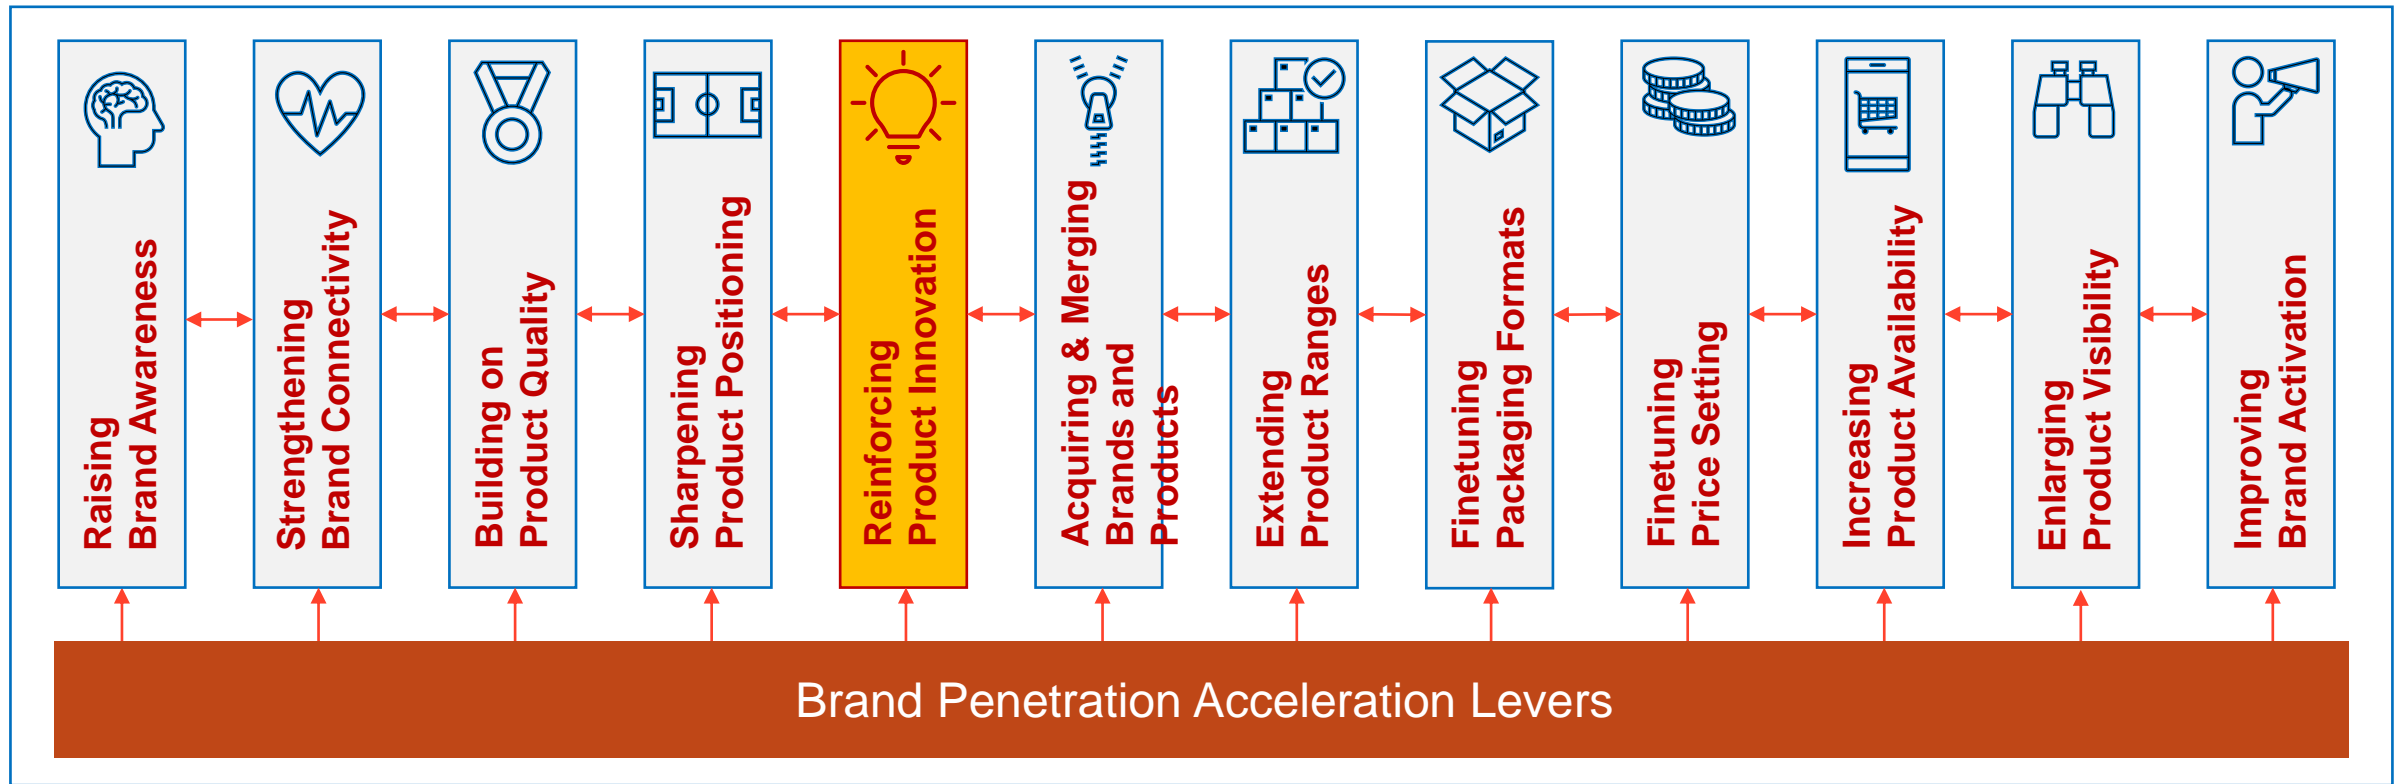 Raising
Brand Awareness
Strengthening
Brand Connectivity
Building on
Product Quality
Sharpening
Product Positioning
Reinforcing
Product Innovation
Acquiring & Merging
Brands and
Products
Extending
Product Ranges
Finetuning
Packaging Formats
Finetuning
Price Setting
Increasing
Product Availability
Enlarging
Product Visibility
Improving
Brand Activation
Brand Penetration Acceleration Levers